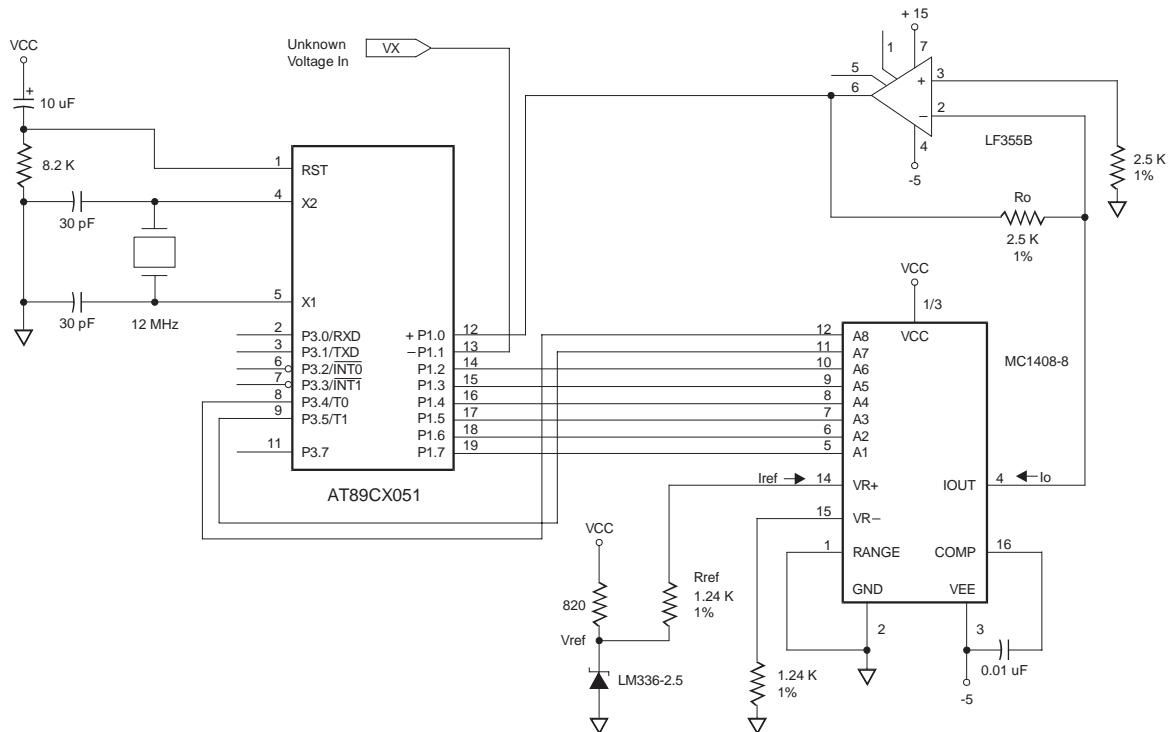 + 15
VCC
Unknown
Voltage In
VX
1
7
5
6
3
+
2
−
4
-5
LF355B
+
10 uF
8.2 K
2.5 K
1%
1
RST
4
X2
30 pF
Ro
2.5 K
1%
VCC
1/3
5
X1
30 pF
12 MHz
2
P3.0/RXD
3
P3.1/TXD
6
P3.2/INT0
7
P3.3/INT1
8
P3.4/T0
9
P3.5/T1
11
P3.7
+ P1.0
12
− P1.1
13
P1.2
14
P1.3
15
P1.4
16
P1.5
17
P1.6
18
P1.7
19
AT89CX051
VCC
MC1408-8
12
A8
11
A7
10
A6
9
A5
8
A4
7
A3
6
A2
5
A1
Iref
14
VR+
IOUT
4
Io
15
VR−
1
RANGE
COMP
16
GND
VEE
2
3
0.01 uF
-5
VCC
820
Rref
1.24 K
1%
Vref
LM336-2.5
1.24 K
1%